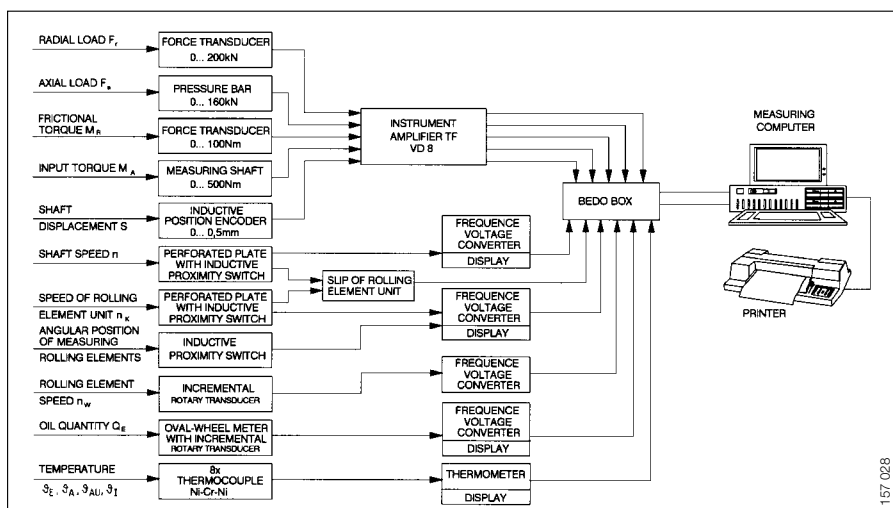 RADIAL LOAD Fr
FORCE TRANSDUCER
0... 200kN
AXIAL LOAD Fa
PRESSURE BAR
0... 160kN
FRICTIONAL
TORQUE MR
FORCE TRANSDUCER
0... 100Nm
INPUT TORQUE MA
MEASURING SHAFT
0... 500Nm
SHAFT
DISPLACEMENT S
INDUCTIVE
POSITION ENCODER
0... 0,5mm
SHAFT SPEED n
PERFORATED PLATE
WITH INDUCTIVE
PROXIMITY SWITCH
SPEED OF ROLLING
ELEMENT UNIT nK
PERFORATED PLATE
WITH INDUCTIVE
PROXIMITY SWITCH
ANGULAR POSITION
OF MEASURING
ROLLING ELEMENTS
INDUCTIVE
PROXIMITY SWITCH
ROLLING ELEMENT
SPEED nW
INCREMENTAL
ROTARY TRANSDUCER
OIL QUANTITY QE
OVAL-WHEEL METER
WITH INCREMENTAL
ROTARY TRANSDUCER
TEMPERATURE
ϑE, ϑA, ϑAU, ϑI
8x
THERMOCOUPLE
Ni-Cr-Ni
INSTRUMENT
AMPLIFIER TF
VD 8
SLIP OF ROLLING
ELEMENT UNIT
FREQUENCE
VOLTAGE
CONVERTER
DISPLAY
FREQUENCE
VOLTAGE
CONVERTER
DISPLAY
FREQUENCE
VOLTAGE
CONVERTER
FREQUENCE
VOLTAGE
CONVERTER
DISPLAY
THERMOMETER
DISPLAY
BEDO BOX
MEASURING
COMPUTER
PRINTER
157 028